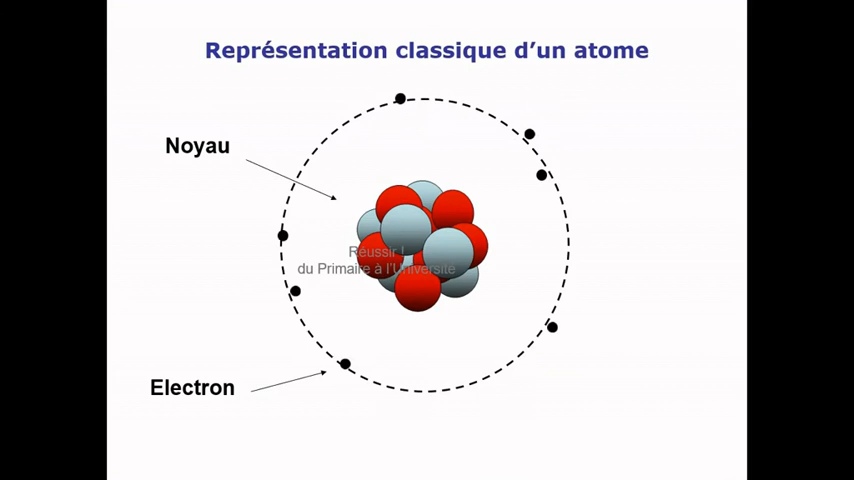 Représentation classique d’un atome
Noyau
Réussir !
du Primaire à l’Université
Electron